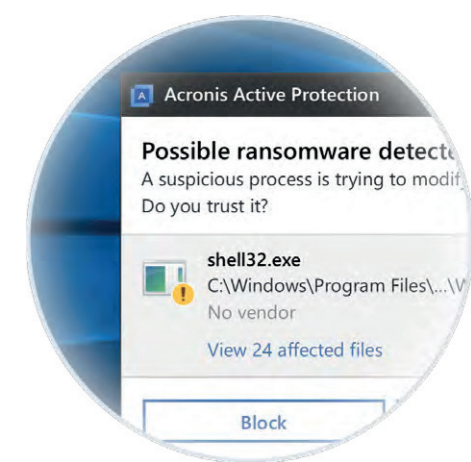 Acronis Active Protection
Possible ransomware detecte
A suspicious process is trying to modify
Do you trust it?
shell32.exe
C:\Windows\Program Files\...\W
No vendor
View 24 affected files
Block